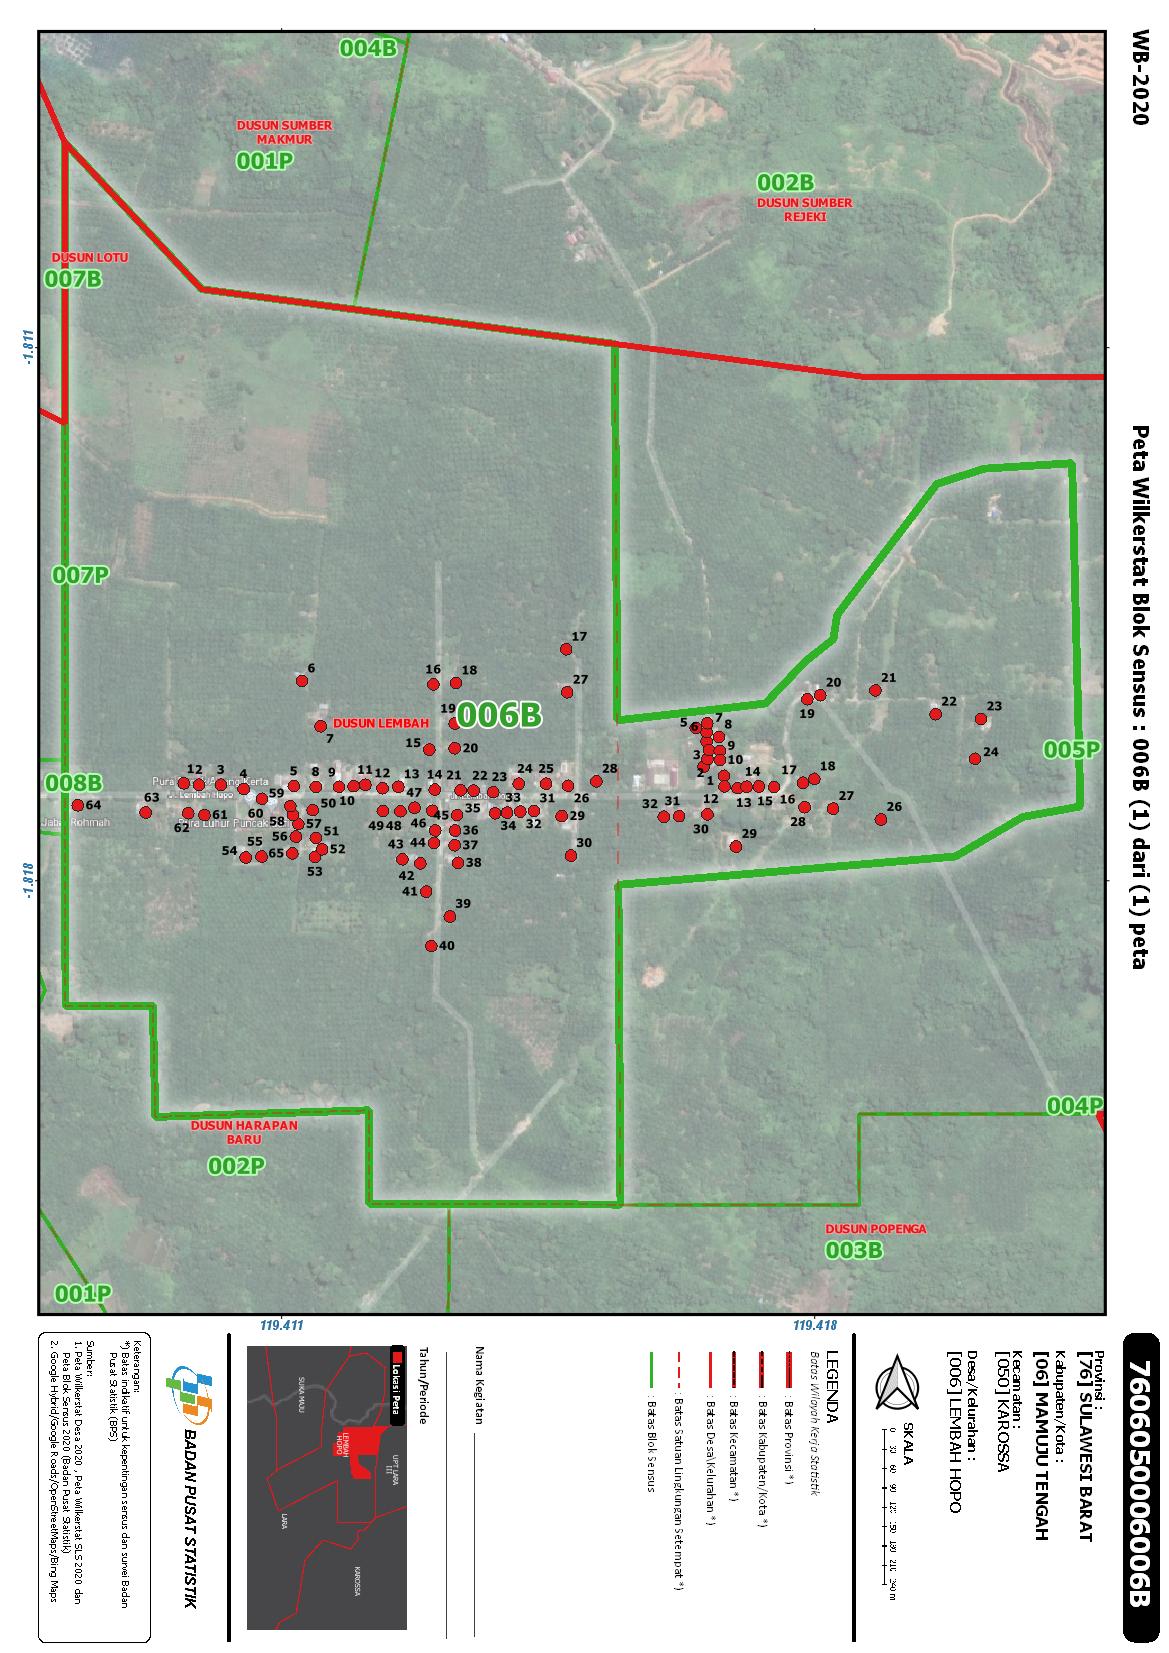 WB-2020
Peta Wilkerstat Blok Sensus : 006B (1) dari (1) peta
7606050006006B
Provinsi :
[76] SULAWESI BARAT
Kabupaten/Kota :
[06] MAMUJU TENGAH
Kecamatan :
[050] KAROSSA
Desa/Kelurahan :
[006] LEMBAH HOPO
SKALA
0 30 60 90 120 150 180 210 240 m
LEGENDA
Batas Wilayah Kerja Statistik
: Batas Provinsi *)
: Batas Kabupaten/Kota *)
: Batas Kecamatan *)
: Batas Desa\Kelurahan *)
: Batas Satuan Lingkungan Setempat *)
: Batas Blok Sensus
Nama Kegiatan
Tahun/Periode
Lokasi Peta
SUKA MAJU
LEMBAH
HOPO
UPT LARA
III
LARA
KAROSSA
BADAN PUSAT STATISTIK
Keterangan:
*) Batas indikatif untuk kepentingan sensus dan survei Badan
Pusat Statistik (BPS)
Sumber:
1. Peta Wilkerstat Desa 2020 , Peta Wilkerstat SLS 2020 dan
Peta Blok Sensus 2020 (Badan Pusat Statistik)
2. Google Hybrid/Google Roads/OpenStreetMaps/Bing Maps
004B
DUSUN SUMBER
MAKMUR
001P
002B
DUSUN SUMBER
REJEKI
DUSUN LOTU
007B
-1.811
007P
17
6
16
18
27
19
006B
DUSUN LEMBAH
7
15
20
5
7
8
9
3
10
2
1
19
20
21
22
23
24
005P
008B
12
3
4
5
8
9
10
11
12
13
14
21
22
23
24
25
26
28
14
17
18
13
15
16
64
63
62
61
59
60
58
50
57
56
51
52
53
54
55
65
49
48
47
46
45
44
43
42
41
35
36
37
38
39
40
33
34
31
32
29
30
32
31
30
12
29
28
27
26
Lembah Hopo
-1.818
004P
DUSUN HARAPAN
BARU
002P
DUSUN POPENGA
003B
001P
119.411
119.418